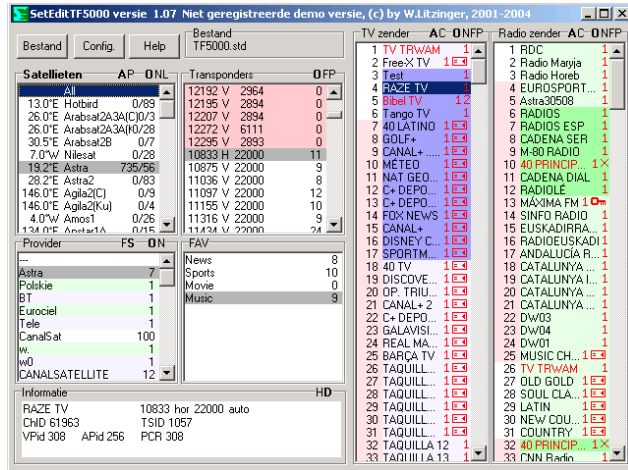 SetEditTF5000 versie 1.07 Niet geregistreerde demo versie, (c) by W.Litzinger, 2001-2004
Bestand Config. Help
Bestand
TF5000.std
Satellieten AP ONL
All
13.0°E Hotbird 0/89
26.0°E Arabsat2A3A(C) 0/3
26.0°E Arabsat2A3A(K) 0/28
30.5°E Arabsat2B 0/7
7.0°W Nilesat 0/28
19.2°E Astra 735/56
28.2°E Astra2 0/83
146.0°E Agila2(C) 0/9
146.0°E Agila2(Ku) 0/4
4.0°W Amos1 0/26
134.0°E Apstar1A 0/15
Transponders OFP
12192 V 2964 0
12195 V 2894 0
12207 V 2894 0
12272 V 6111 0
12295 V 2893 0
10833 H 22000 11
10875 V 22000 9
11036 V 22000 8
11097 V 22000 12
11155 V 22000 10
11316 V 22000 9
11434 V 22000 24
Provider FS ON
---
Astra 7
Polskie 1
BT 1
Eurociel 1
Tele 1
CanalSat 100
w. 1
w0 1
CANALSATELLITE 12
FAV
News 8
Sports 10
Movie 0
Music 9
Informatie HD
RAZE TV 10833 hor 22000 auto
ChID 61963 TSID 1057
VPid 308 APid 256 PCR 308
TV zender AC ONFP
1 TV TRWAM 1
2 Free-X TV 1
3 Test 1
4 RAZE TV 1
5 Bibel TV 12
6 Tango TV 1
7 40 LATINO 1
8 GOLF+ 1
9 CANAL+ .... 1
10 MÉTEO 1
11 NAT GEO... 1
12 C+ DEPO... 1
13 C+ DEPO... 1
14 FOX NEWS 1
15 CANAL+ 1
16 DISNEY C... 1
17 SPORTM... 1
18 40 TV 1
19 DISCOVE... 1
20 OP. TRIU... 1
21 CANAL+ 2 1
22 C+ DEPO... 1
23 GALAVISI... 1
24 REAL MA... 1
25 BARÇA TV 1
26 TAQUILL... 1
27 TAQUILL... 1
28 TAQUILL... 1
29 TAQUILL... 1
30 TAQUILL... 1
31 TAQUILL... 1
32 TAQUILLA 12 1
33 TAQUILLA 13 1
Radio zender AC ONFP
1 RDC 1
2 Radio Maryja 1
3 Radio Horeb 1
4 EUROSPORT... 1
5 Astra30508 1
6 RADIOS 1
7 RADIOS ESP 1
8 CADENA SER 1
9 M-80 RADIO 1
10 40 PRINCIP... 1
11 CADENA DIAL 1
12 RADIOLÉ 1
13 MÁXIMA FM 1
14 SINFO RADIO 1
15 EUSKADIRRA... 1
16 RADIOEUSKADI 1
17 ANDALUCÍA R... 1
18 CATALUNYA ... 1
19 CATALUNYA I... 1
20 CATALUNYA ... 1
21 CATALUNYA ... 1
22 DW03 1
23 DW04 1
24 DW01 1
25 MUSIC CH... 1
26 TV TRWAM 1
27 OLD GOLD 1
28 SOUL CLA... 1
29 LATIN 1
30 NEW COU... 1
31 COUNTRY 1
32 40 PRINCIP... 1
33 CNN Radio 1